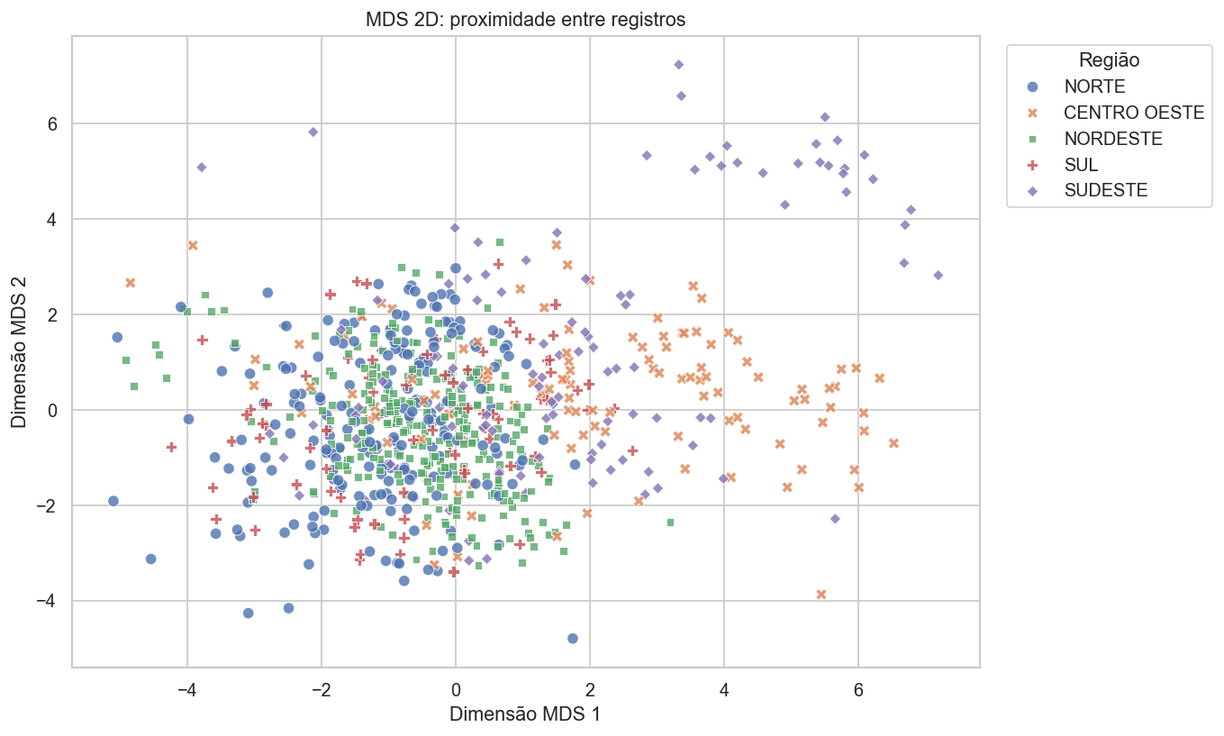 MDS 2D: proximidade entre registros
Região
NORTE
CENTRO OESTE
NORDESTE
SUL
SUDESTE
Dimensão MDS 2
6
4
2
0
−2
−4
−4
−2
0
2
4
6
Dimensão MDS 1